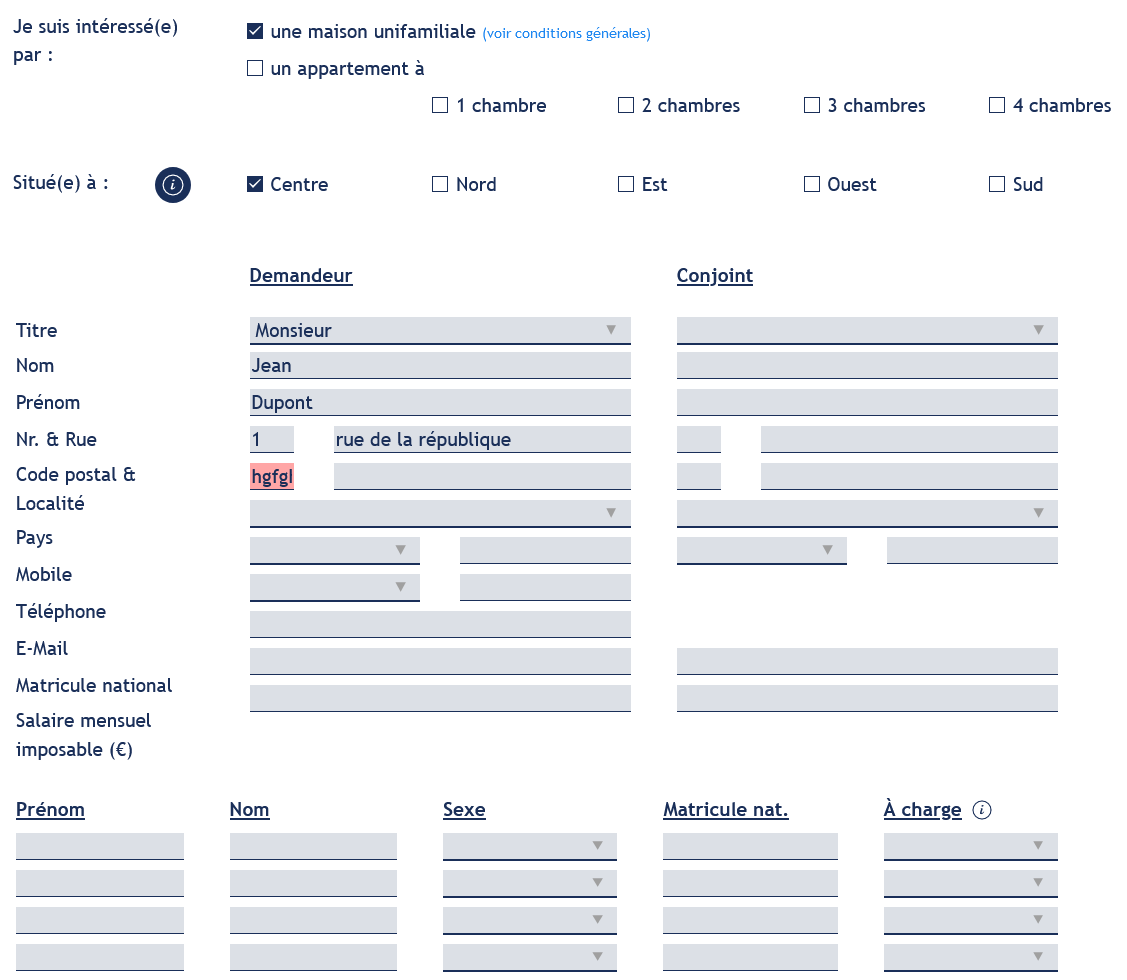 Je suis intéressé(e)
par :
une maison unifamiliale (voir conditions générales)
un appartement à
1 chambre 2 chambres 3 chambres 4 chambres
Situé(e) à : i Centre Nord Est Ouest Sud
Demandeur Conjoint
Titre Monsieur
Nom Jean
Prénom Dupont
Nr. & Rue 1 rue de la république
Code postal & hgfgl
Localité
Pays
Mobile
Téléphone
E-Mail
Matricule national
Salaire mensuel
imposable (€)
Prénom Nom Sexe Matricule nat. À charge i